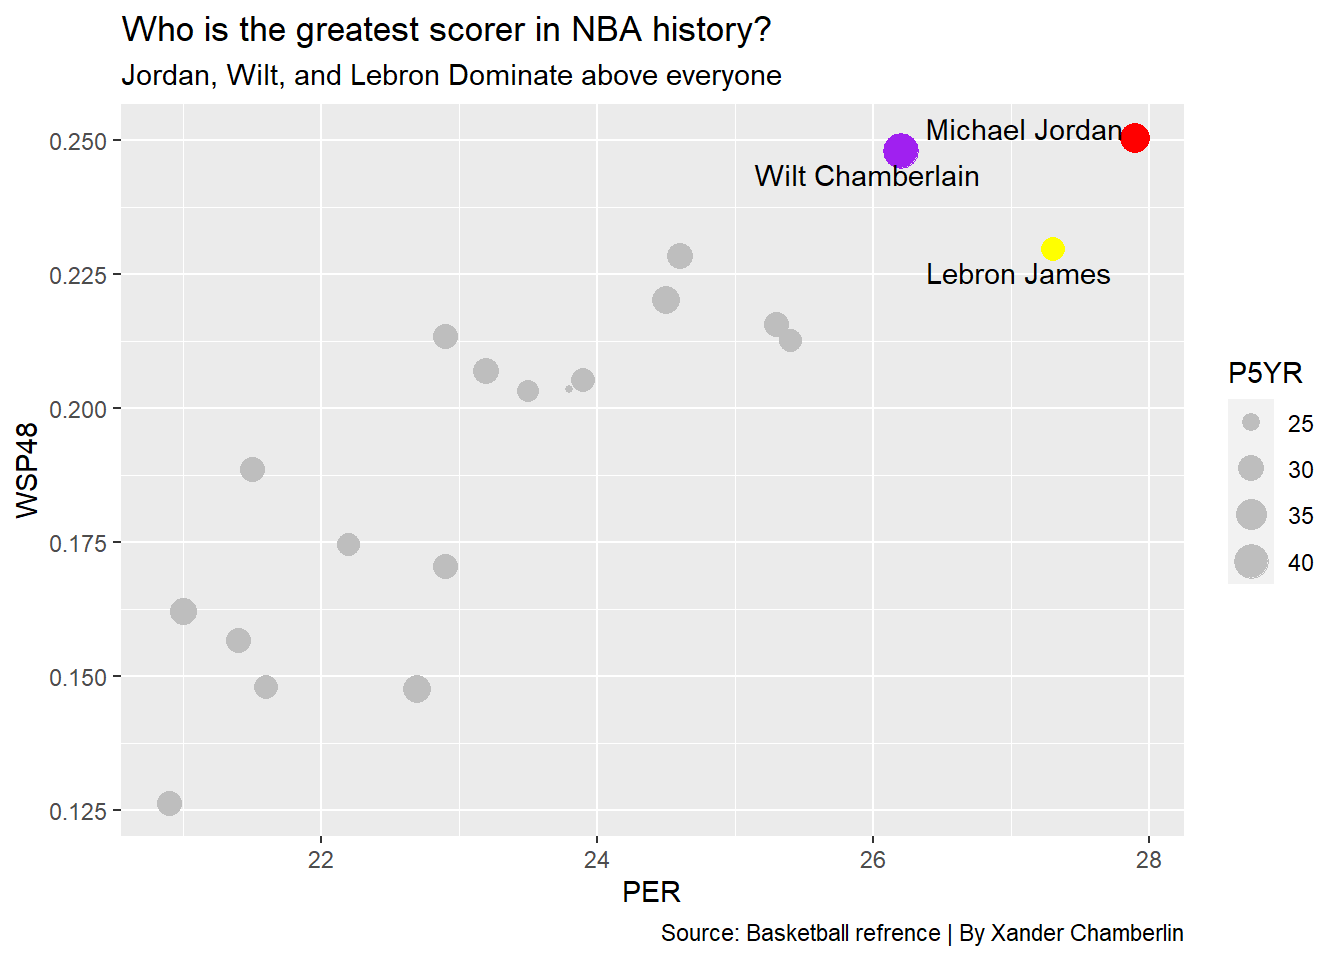 Who is the greatest scorer in NBA history?
Jordan, Wilt, and Lebron Dominate above everyone
0.250
0.225
0.200
0.175
0.150
0.125
WSP48
Michael Jordan
Wilt Chamberlain
Lebron James
P5YR
25
30
35
40
22
24
26
28
PER
Source: Basketball refrence | By Xander Chamberlin